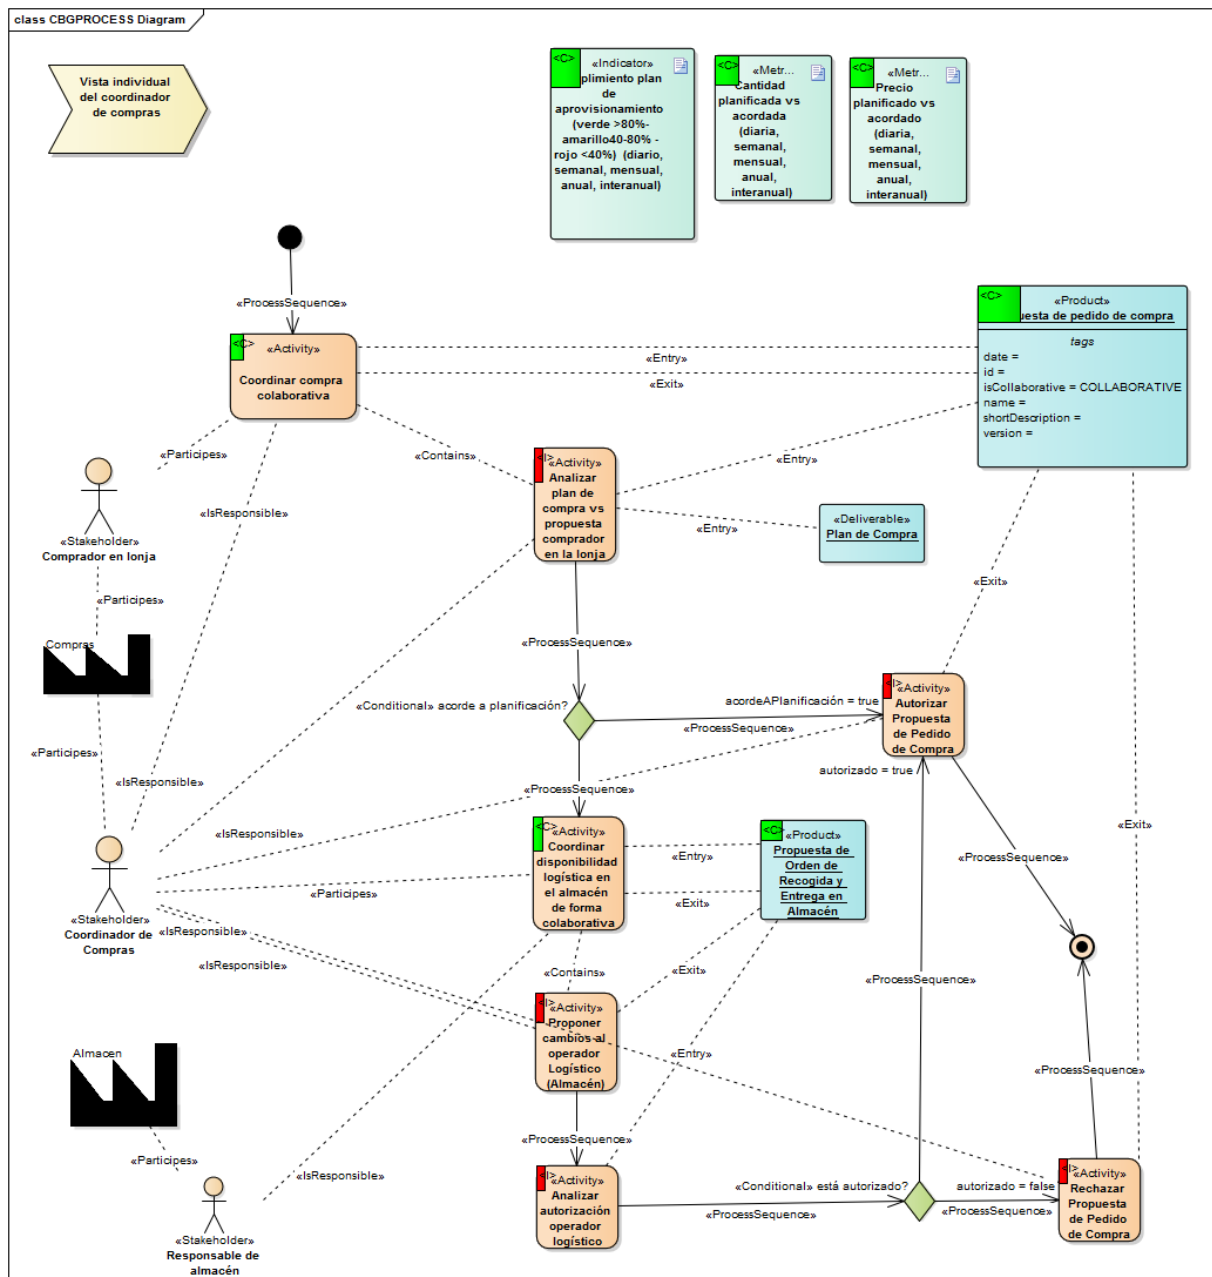 class CBGPROCESS Diagram
Vista individual
del coordinador
de compras
<C>
«Indicator»
plimiento plan
de
aprovisionamiento
(verde >80%-
amarillo40-80% -
rojo <40%) (diario,
semanal, mensual,
anual, interanual)
<C>
«Metr...
Cantidad
planificada vs
acordada
(diaria,
semanal,
mensual,
anual,
interanual)
<C>
«Metr...
Precio
planificado vs
acordado
(diaria,
semanal,
mensual,
anual,
interanual)
«ProcessSequence»
<C>
«Activity»
Coordinar compra
colaborativa
«Entry»
«Exit»
<C>
«Product»
uesta de pedido de compra
tags
date =
id =
isCollaborative = COLLABORATIVE
name =
shortDescription =
version =
«Participes»
«Contains»
«IsResponsible»
«Entry»
«Entry»
<I>
«Activity»
Analizar
plan de
compra vs
propuesta
comprador
en la lonja
«Deliverable»
Plan de Compra
«Stakeholder»
Comprador en lonja
«Participes»
Compras
«Participes»
«IsResponsible»
«Exit»
«ProcessSequence»
«Conditional» acorde a planificación?
acordeAPlanificación = true
«ProcessSequence»
<I>
«Activity»
Autorizar
Propuesta
de Pedido
de Compra
autorizado = true
«ProcessSequence»
«IsResponsible»
<C>
«Activity»
Coordinar
disponibilidad
logística en
el almacén
de forma
colaborativa
«Entry»
«Exit»
<C>
«Product»
Propuesta de
Orden de
Recogida y
Entrega en
Almacén
«Exit»
«ProcessSequence»
«Participes»
«Stakeholder»
Coordinador de
Compras
«IsResponsible»
«IsResponsible»
«Contains»
«Exit»
«ProcessSequence»
<I>
«Activity»
Proponer
cambios al
operador
Logístico
(Almacén)
«Entry»
«ProcessSequence»
Almacen
«Participes»
«IsResponsible»
«ProcessSequence»
<I>
«Activity»
Analizar
autorización
operador
logístico
«Conditional» está autorizado?
«ProcessSequence»
autorizado = false
«ProcessSequence»
<I>
«Activity»
Rechazar
Propuesta
de Pedido
de Compra
«Stakeholder»
Responsable de
almacén